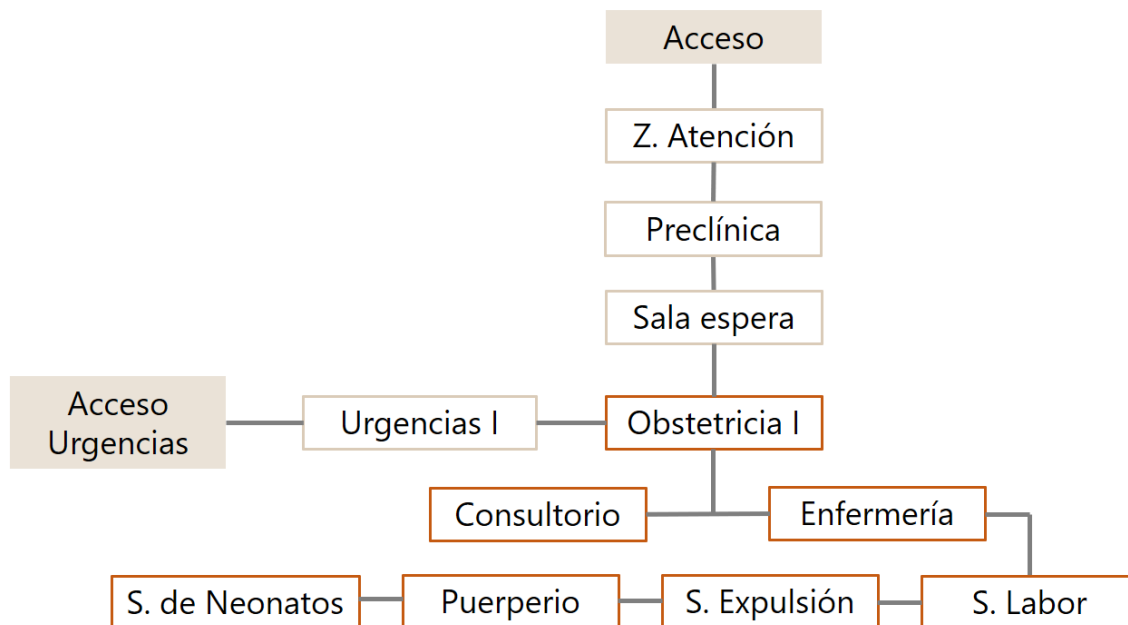 Acceso
Z. Atención
Preclínica
Sala espera
Acceso
Urgencias
Urgencias I
Obstetricia I
Consultorio
Enfermería
S. de Neonatos
Puerperio
S. Expulsión
S. Labor